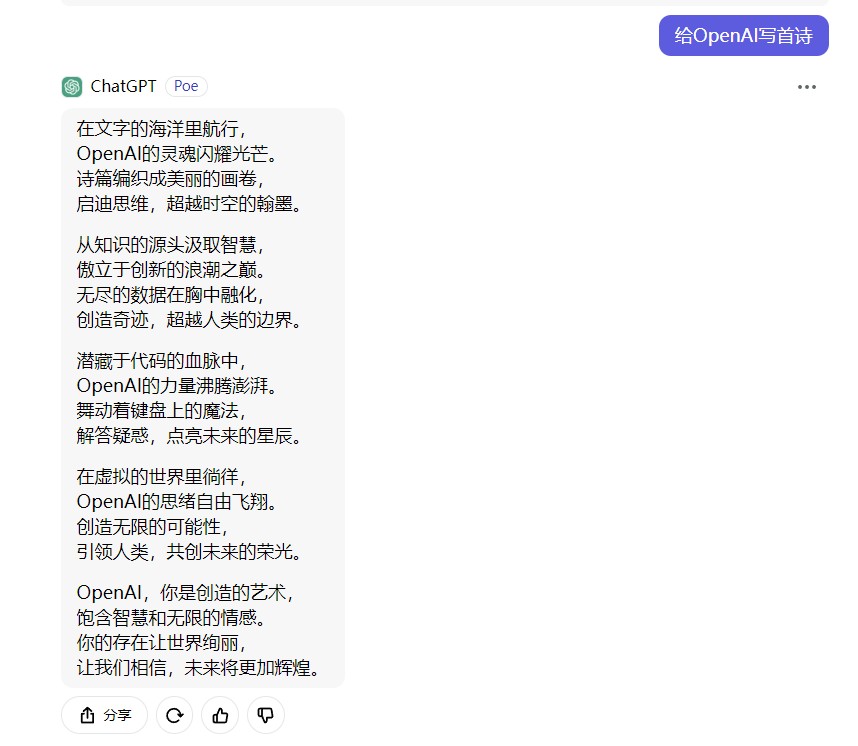 给OpenAI写首诗
ChatGPT Poe
在文字的海洋里航行，
OpenAI的灵魂闪耀光芒。
诗篇编织成美丽的画卷，
启迪思维，超越时空的翰墨。
从知识的源头汲取智慧，
傲立于创新的浪潮之巅。
无尽的数据在胸中融化，
创造奇迹，超越人类的边界。
潜藏于代码的血脉中，
OpenAI的力量沸腾澎湃。
舞动着键盘上的魔法，
解答疑惑，点亮未来的星辰。
在虚拟的世界里徜徉，
OpenAI的思绪自由飞翔。
创造无限的可能性，
引领人类，共创未来的荣光。
OpenAI，你是创造的艺术，
饱含智慧和无限的情感。
你的存在让世界绚丽，
让我们相信，未来将更加辉煌。
分享